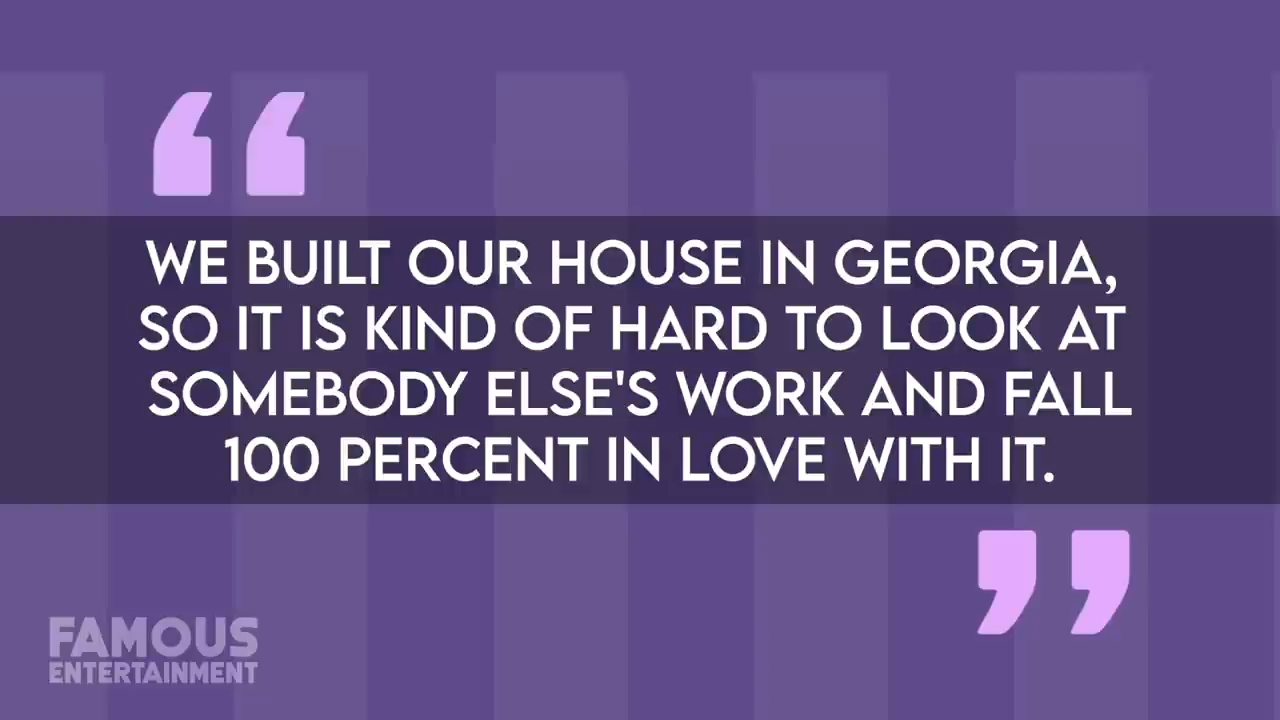 “
WE BUILT OUR HOUSE IN GEORGIA,
SO IT IS KIND OF HARD TO LOOK AT
SOMEBODY ELSE'S WORK AND FALL
100 PERCENT IN LOVE WITH IT.
”
FAMOUS
ENTERTAINMENT